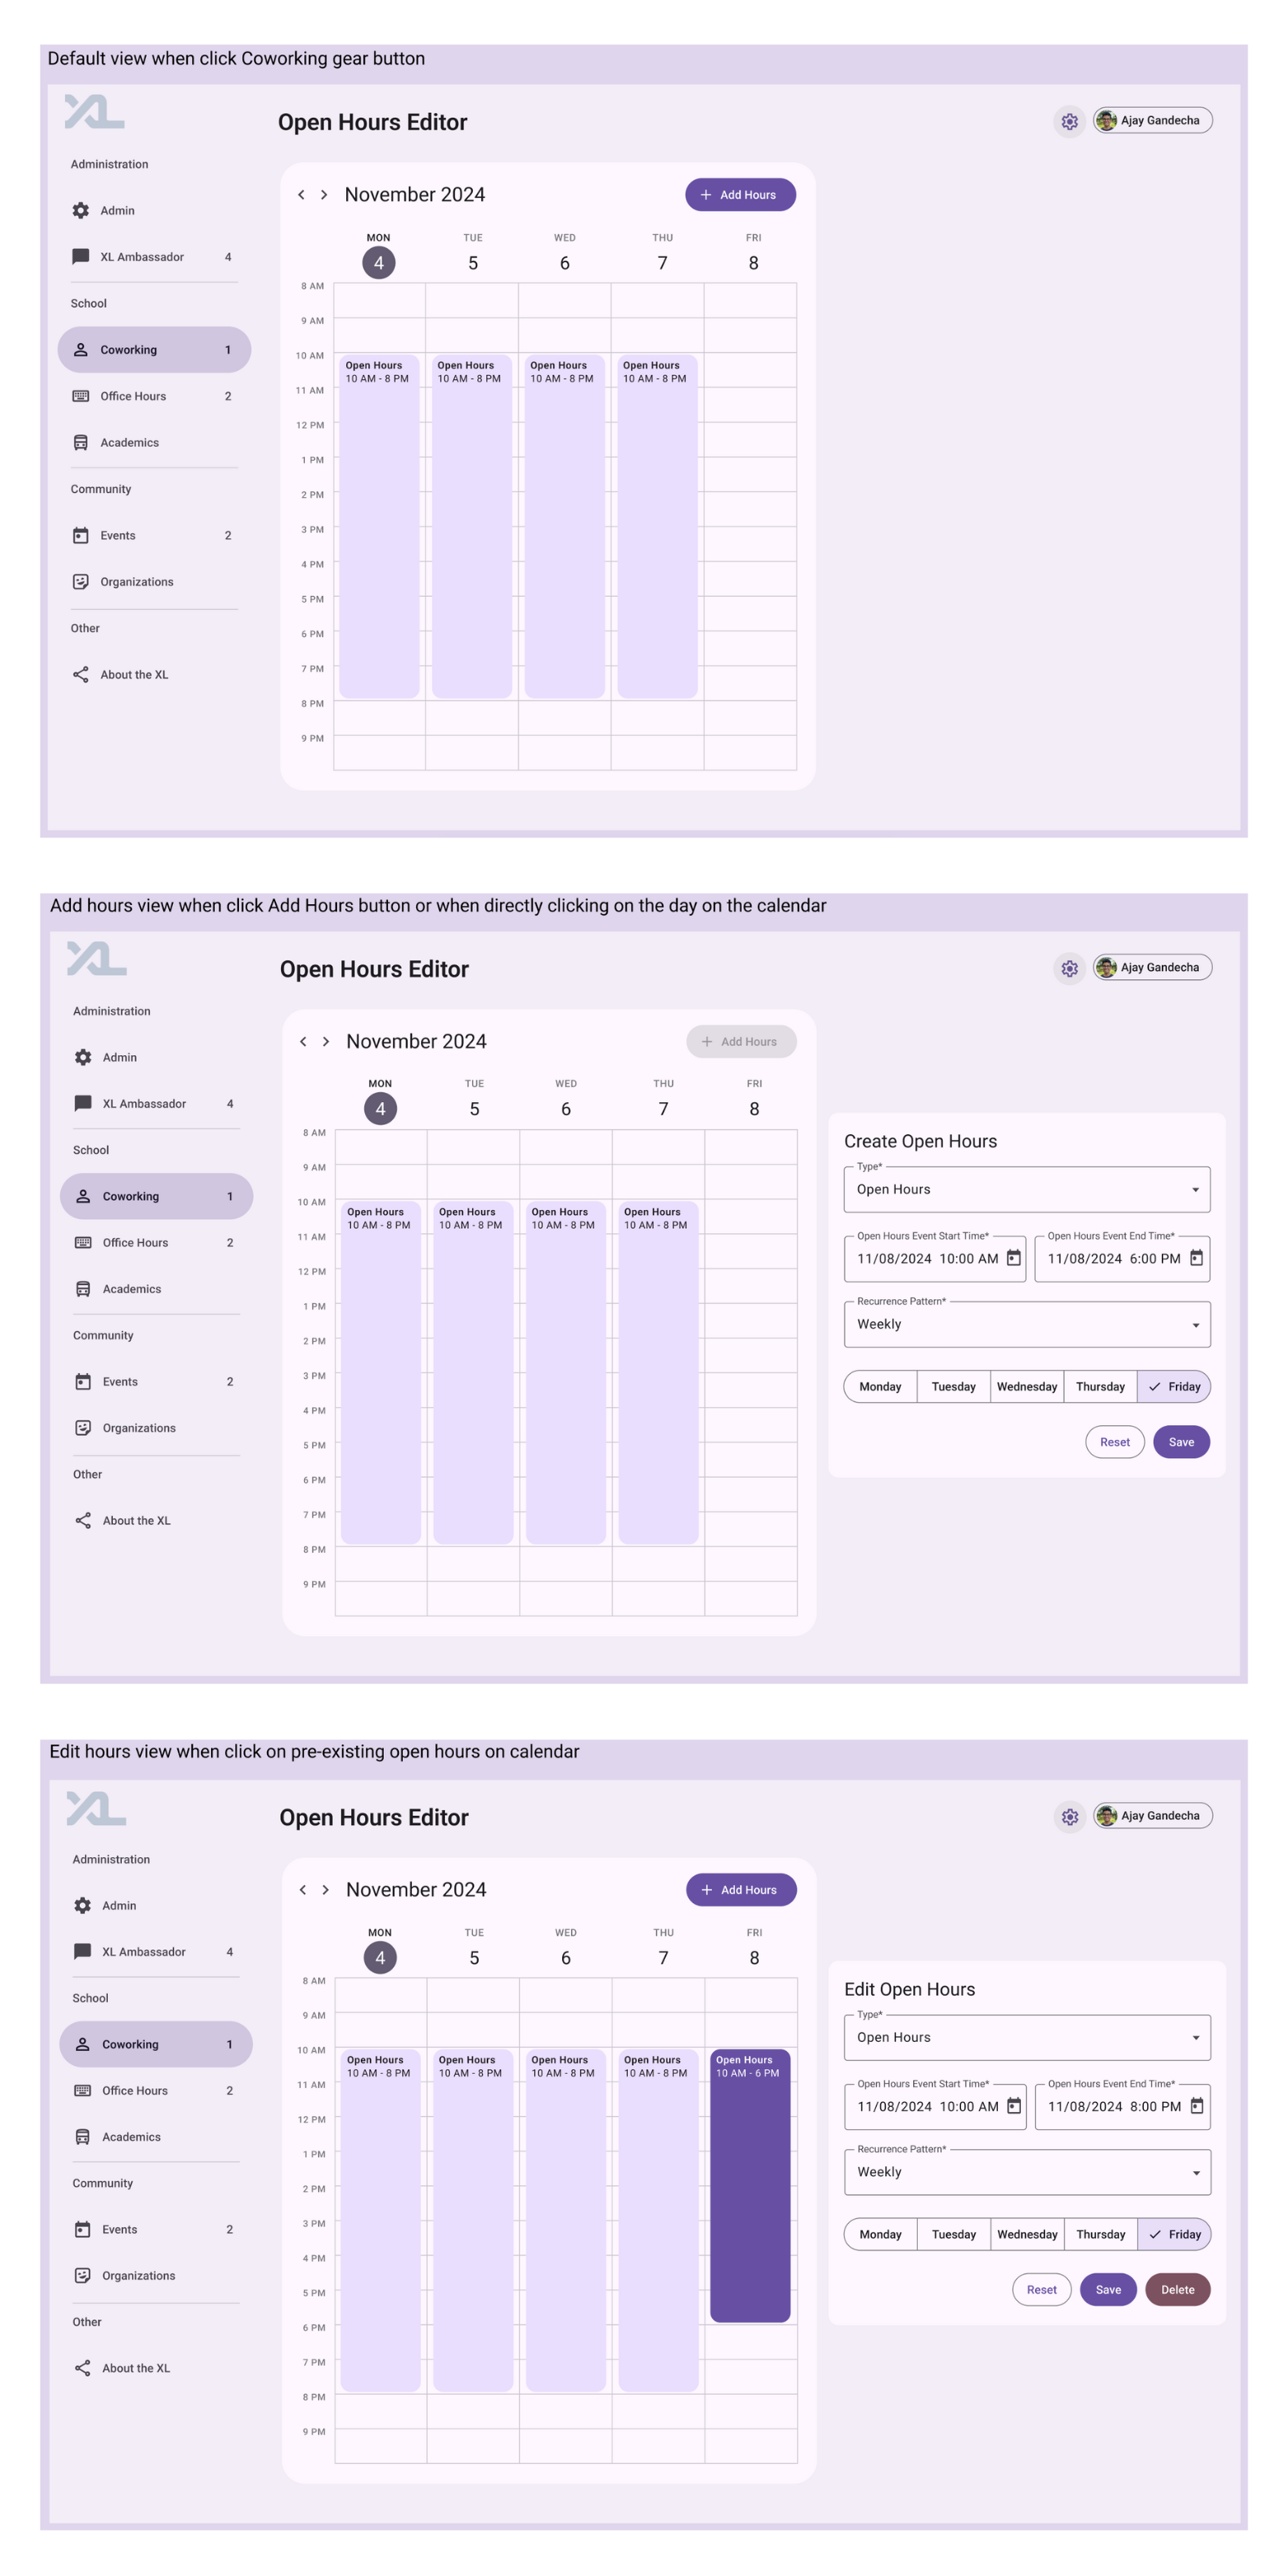 Default view when click Coworking gear button
XL
Open Hours Editor
Ajay Gandecha
Administration
Admin
XL Ambassador 4
School
Coworking 1
Office Hours 2
Academics
Community
Events 2
Organizations
Other
About the XL
November 2024
+ Add Hours
MON TUE WED THU FRI
4 5 6 7 8
8 AM
9 AM
10 AM
Open Hours Open Hours Open Hours Open Hours
10 AM - 8 PM 10 AM - 8 PM 10 AM - 8 PM 10 AM - 8 PM
11 AM
12 PM
1 PM
2 PM
3 PM
4 PM
5 PM
6 PM
7 PM
8 PM
9 PM
Add hours view when click Add Hours button or when directly clicking on the day on the calendar
XL
Open Hours Editor
Ajay Gandecha
Administration
Admin
XL Ambassador 4
School
Coworking 1
Office Hours 2
Academics
Community
Events 2
Organizations
Other
About the XL
November 2024
+ Add Hours
MON TUE WED THU FRI
4 5 6 7 8
8 AM
9 AM
10 AM
Open Hours Open Hours Open Hours Open Hours
10 AM - 8 PM 10 AM - 8 PM 10 AM - 8 PM 10 AM - 8 PM
11 AM
12 PM
1 PM
2 PM
3 PM
4 PM
5 PM
6 PM
7 PM
8 PM
9 PM
Create Open Hours
Type*
Open Hours
Open Hours Event Start Time* Open Hours Event End Time*
11/08/2024 10:00 AM 11/08/2024 6:00 PM
Recurrence Pattern*
Weekly
Monday Tuesday Wednesday Thursday Friday
Reset Save
Edit hours view when click on pre-existing open hours on calendar
XL
Open Hours Editor
Ajay Gandecha
Administration
Admin
XL Ambassador 4
School
Coworking 1
Office Hours 2
Academics
Community
Events 2
Organizations
Other
About the XL
November 2024
+ Add Hours
MON TUE WED THU FRI
4 5 6 7 8
8 AM
9 AM
10 AM
Open Hours Open Hours Open Hours Open Hours Open Hours
10 AM - 8 PM 10 AM - 8 PM 10 AM - 8 PM 10 AM - 8 PM 10 AM - 6 PM
11 AM
12 PM
1 PM
2 PM
3 PM
4 PM
5 PM
6 PM
7 PM
8 PM
9 PM
Edit Open Hours
Type*
Open Hours
Open Hours Event Start Time* Open Hours Event End Time*
11/08/2024 10:00 AM 11/08/2024 8:00 PM
Recurrence Pattern*
Weekly
Monday Tuesday Wednesday Thursday Friday
Reset Save Delete